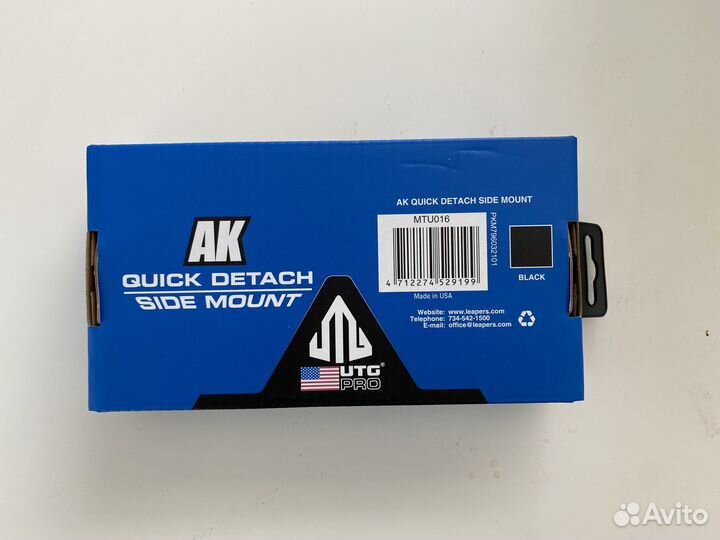 AK
QUICK DETACH
SIDE MOUNT
UTG®
PRO
AK QUICK DETACH SIDE MOUNT
MTU016
4 712274 529199
Made in USA
PKM796032101
BLACK
Website: www.leapers.com
Telephone: 734-542-1500
E-mail: office@leapers.com
Avito